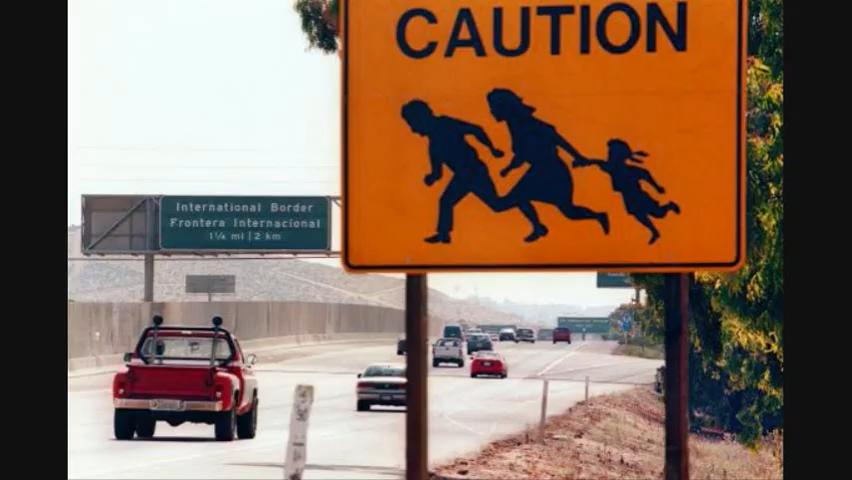 CAUTION
International Border
Frontera Internacional
1¼ mi | 2 km